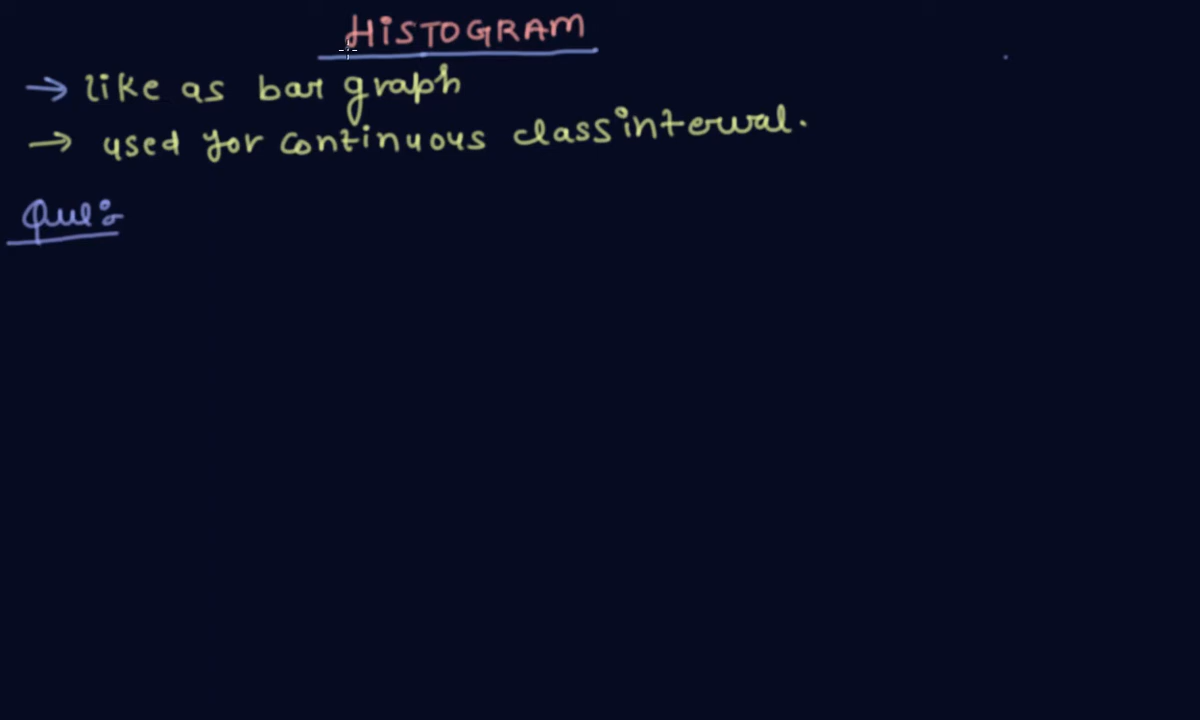 HiSTOGRAM
→ like as bar graph
→ used for continuous class interval.
Que:-